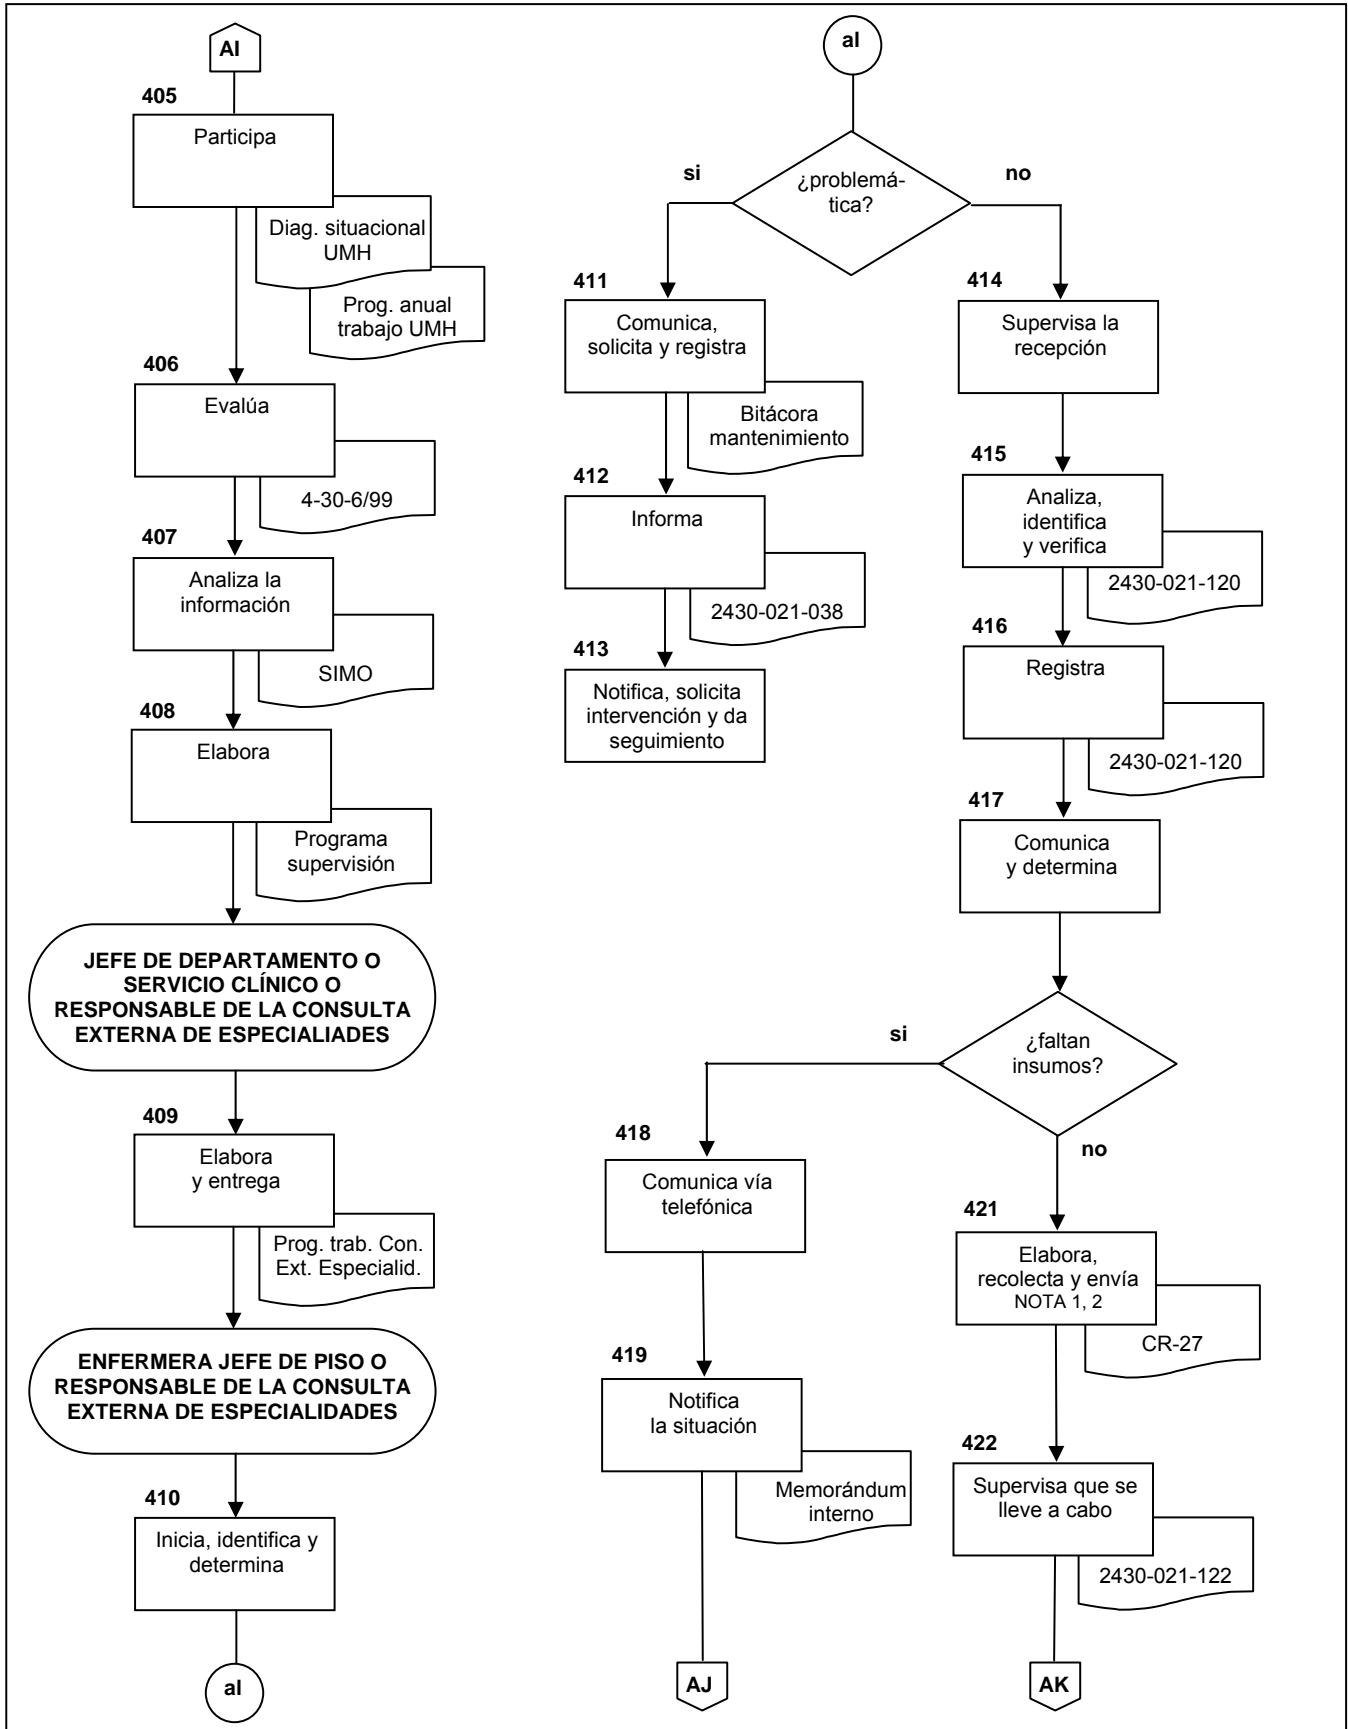 AI
405
Participa
Diag. situacional
UMH
Prog. anual
trabajo UMH
406
Evalúa
4-30-6/99
407
Analiza la
información
SIMO
408
Elabora
Programa
supervisión
JEFE DE DEPARTAMENTO O
SERVICIO CLÍNICO O
RESPONSABLE DE LA CONSULTA
EXTERNA DE ESPECIALIADES
409
Elabora
y entrega
Prog. trab. Con.
Ext. Especialid.
ENFERMERA JEFE DE PISO O
RESPONSABLE DE LA CONSULTA
EXTERNA DE ESPECIALIDADES
410
Inicia, identifica y
determina
aI
aI
¿problemá-
tica?
si
no
411
Comunica,
solicita y registra
Bitácora
mantenimiento
412
Informa
2430-021-038
413
Notifica, solicita
intervención y da
seguimiento
414
Supervisa la
recepción
415
Analiza,
identifica
y verifica
2430-021-120
416
Registra
2430-021-120
417
Comunica
y determina
¿faltan
insumos?
si
no
418
Comunica vía
telefónica
419
Notifica
la situación
Memorándum
interno
AJ
421
Elabora,
recolecta y envía
NOTA 1, 2
CR-27
422
Supervisa que se
lleve a cabo
2430-021-122
AK